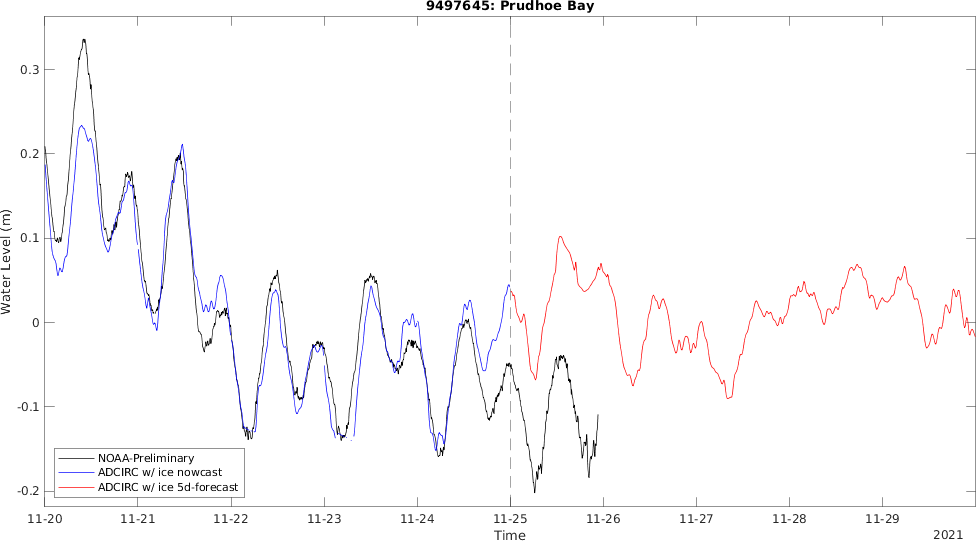 9497645: Prudhoe Bay
Water Level (m)
0.3
0.2
0.1
0
-0.1
-0.2
NOAA-Preliminary
ADCIRC w/ ice nowcast
ADCIRC w/ ice 5d-forecast
11-20 11-21 11-22 11-23 11-24 11-25 11-26 11-27 11-28 11-29
Time
2021